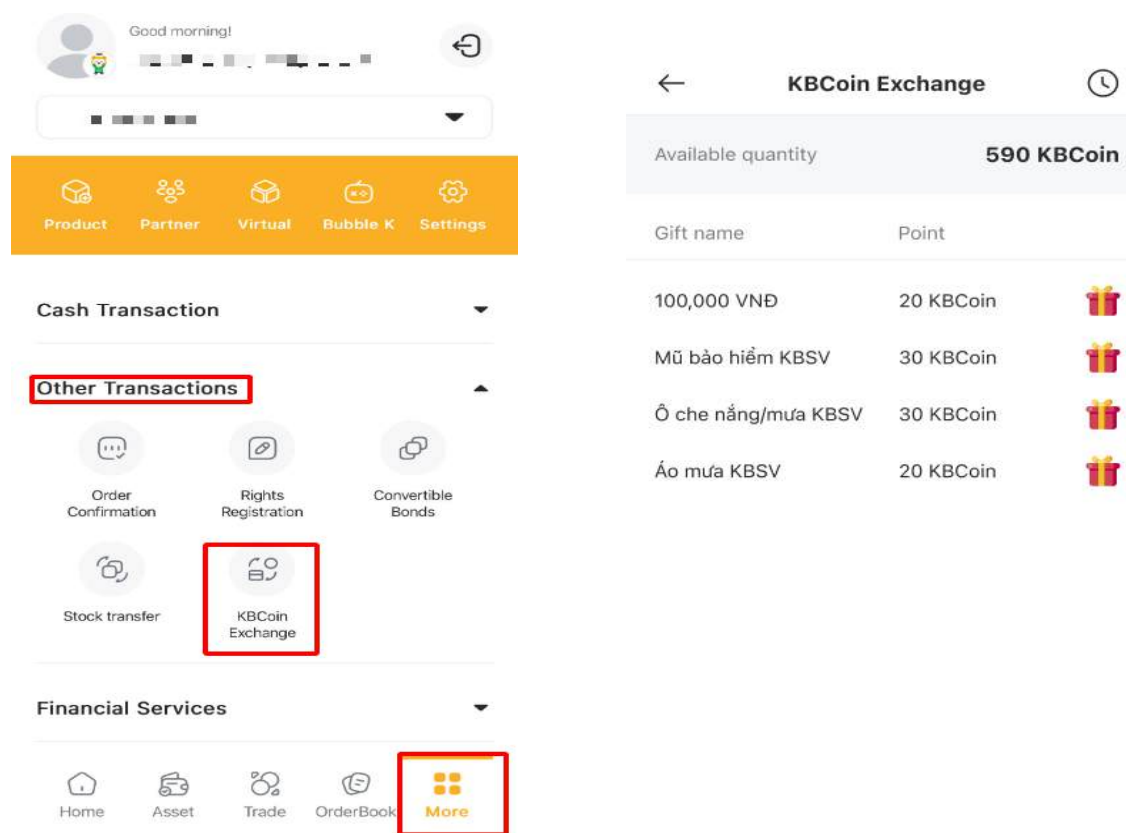 Good morning!
Product Partner Virtual Bubble K Settings
Cash Transaction
Other Transactions
Order
Confirmation
Rights
Registration
Convertible
Bonds
Stock transfer
KBCoin
Exchange
Financial Services
Home Asset Trade OrderBook More
KBCoin Exchange
Available quantity 590 KBCoin
Gift name Point
100,000 VNĐ 20 KBCoin
Mũ bảo hiểm KBSV 30 KBCoin
Ô che nắng/mưa KBSV 30 KBCoin
Áo mưa KBSV 20 KBCoin